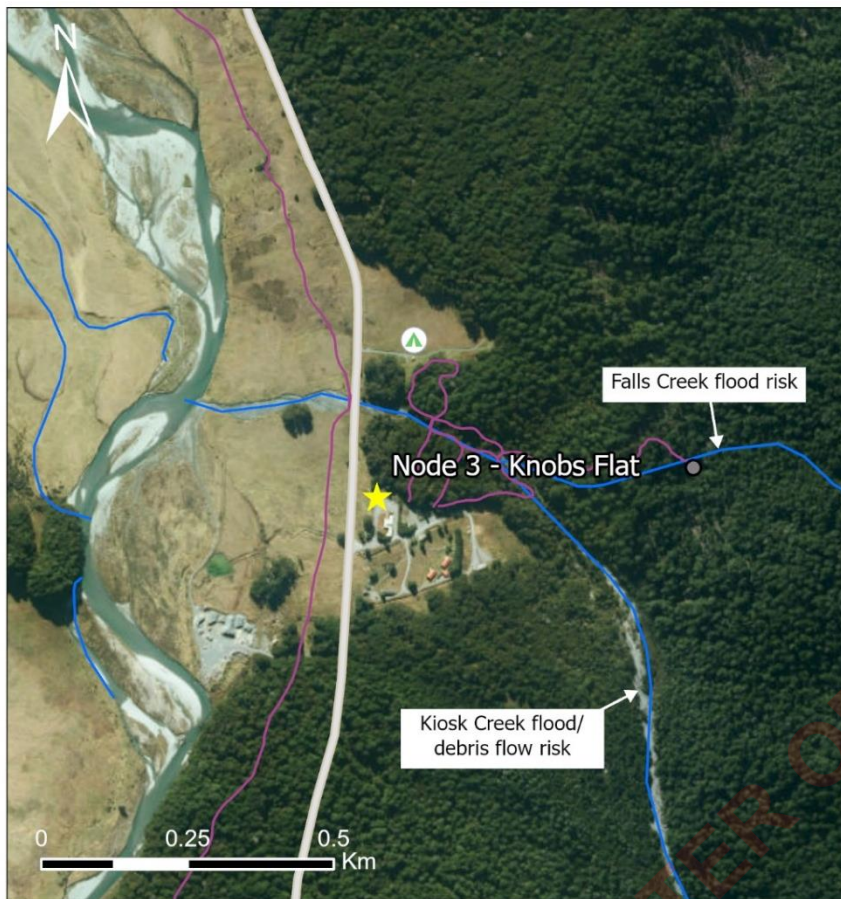 N
Falls Creek flood risk
Node 3 - Knobs Flat
Kiosk Creek flood/
debris flow risk
0
0.25
0.5
Km